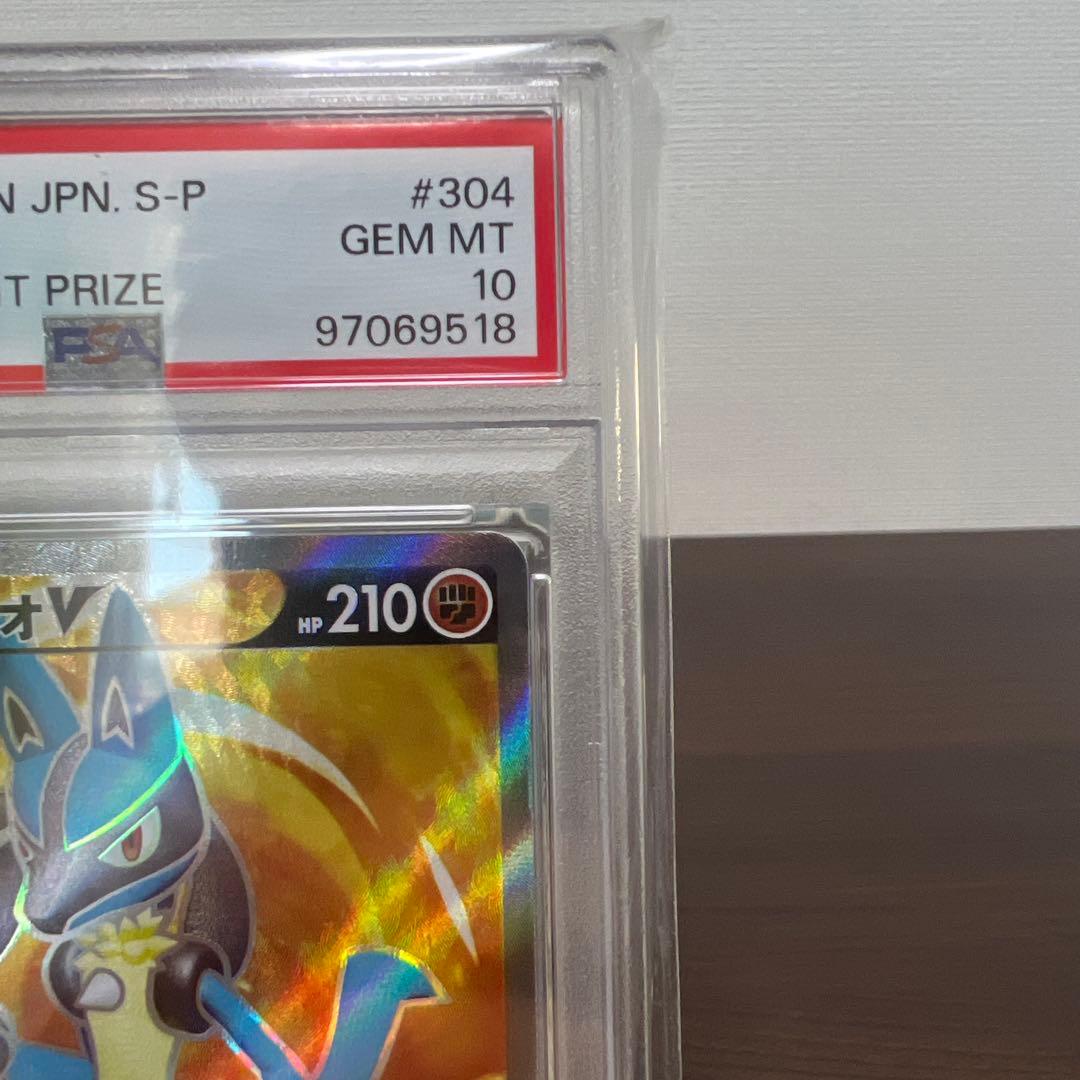 N JPN. S-P #304
GEM MT
T PRIZE 10
PSA 97069518
オV HP 210